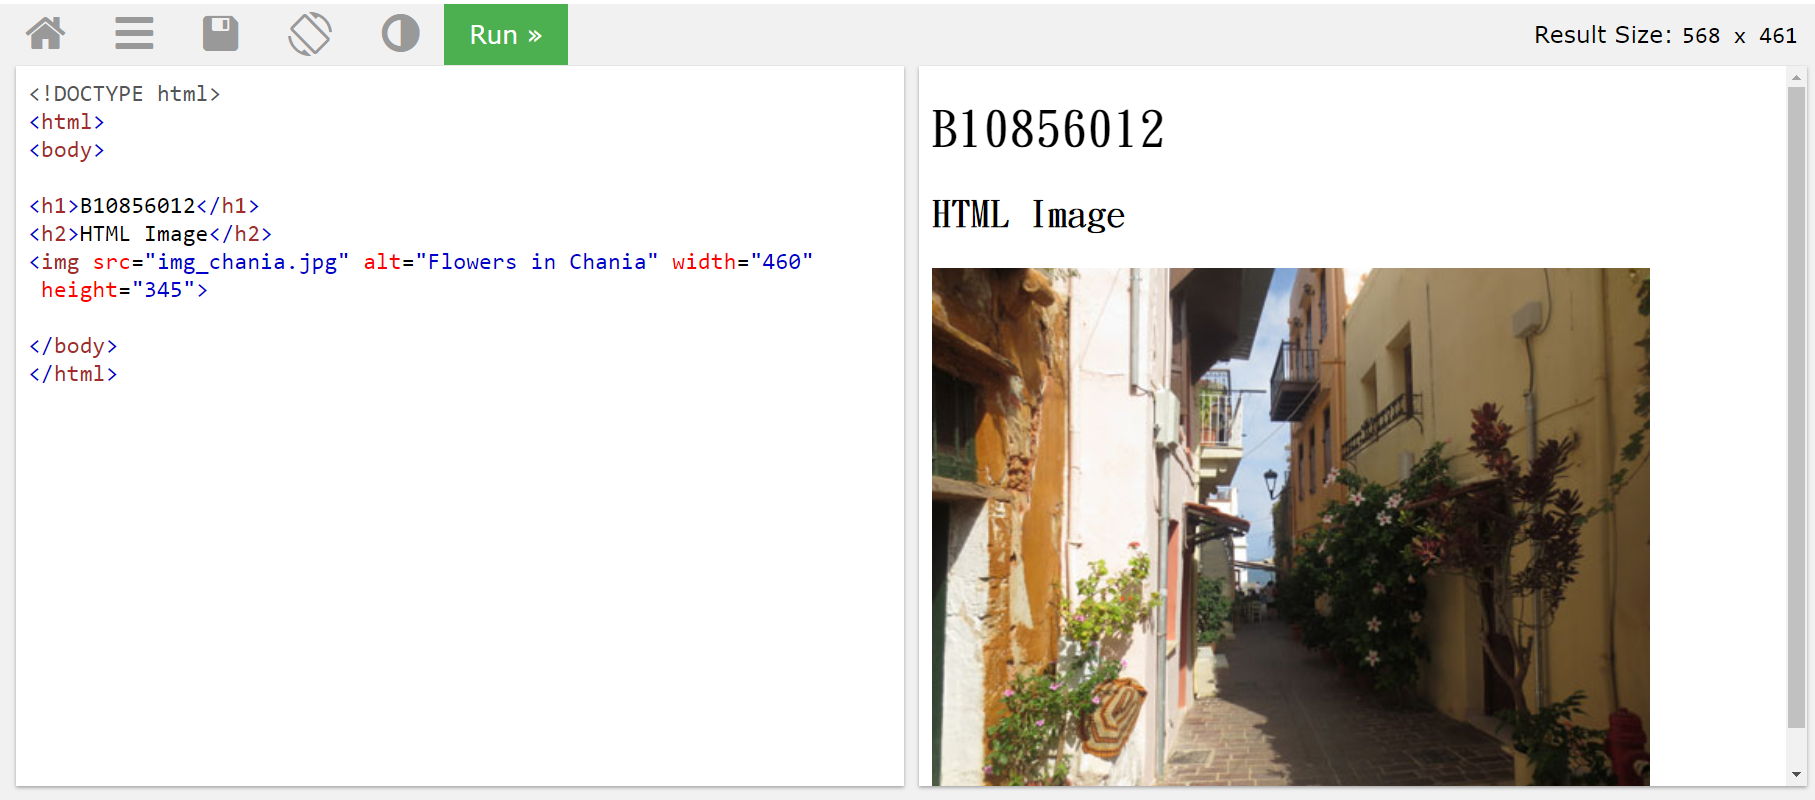 Run »
Result Size: 568 x 461
<!DOCTYPE html>
<html>
<body>
<h1>B10856012</h1>
<h2>HTML Image</h2>
<img src="img_chania.jpg" alt="Flowers in Chania" width="460"
height="345">
</body>
</html>
B10856012
HTML Image